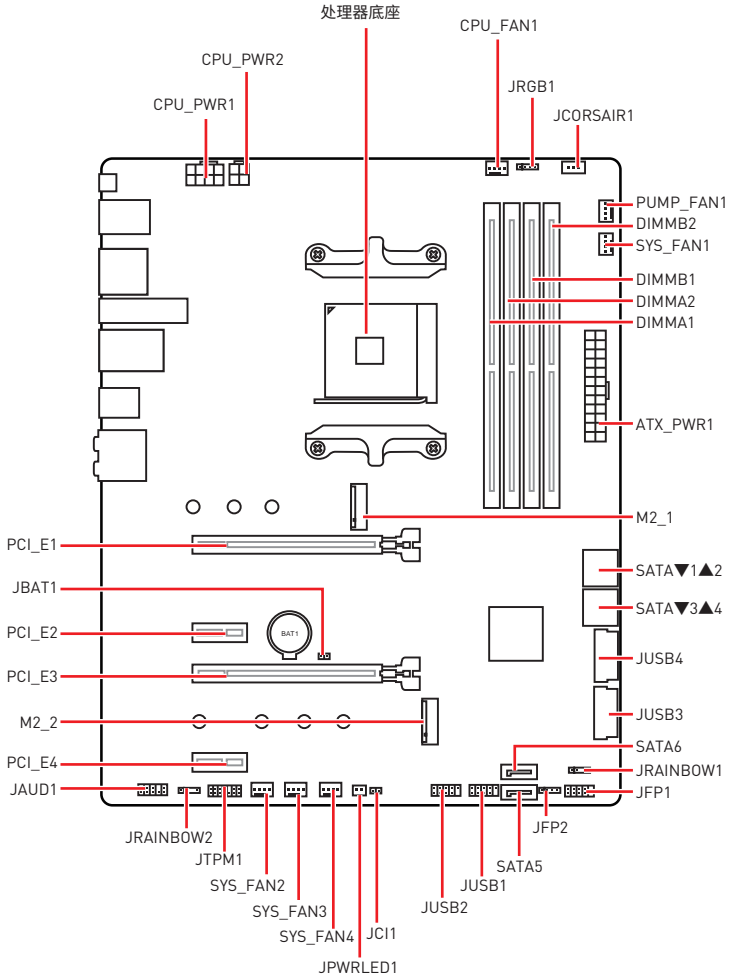 处理器底座
CPU_FAN1
CPU_PWR2
JRGB1
CPU_PWR1
JCORSAIR1
PUMP_FAN1
DIMMB2
SYS_FAN1
DIMMB1
DIMMA2
DIMMA1
ATX_PWR1
M2_1
PCI_E1
SATA▼1▲2
JBAT1
SATA▼3▲4
PCI_E2
BAT1
JUSB4
PCI_E3
JUSB3
M2_2
SATA6
PCI_E4
JRAINBOW1
JAUD1
JFP1
JRAINBOW2
JFP2
JTPM1
SATA5
SYS_FAN2
JUSB1
SYS_FAN3
JUSB2
SYS_FAN4
JCI1
JPWRLED1